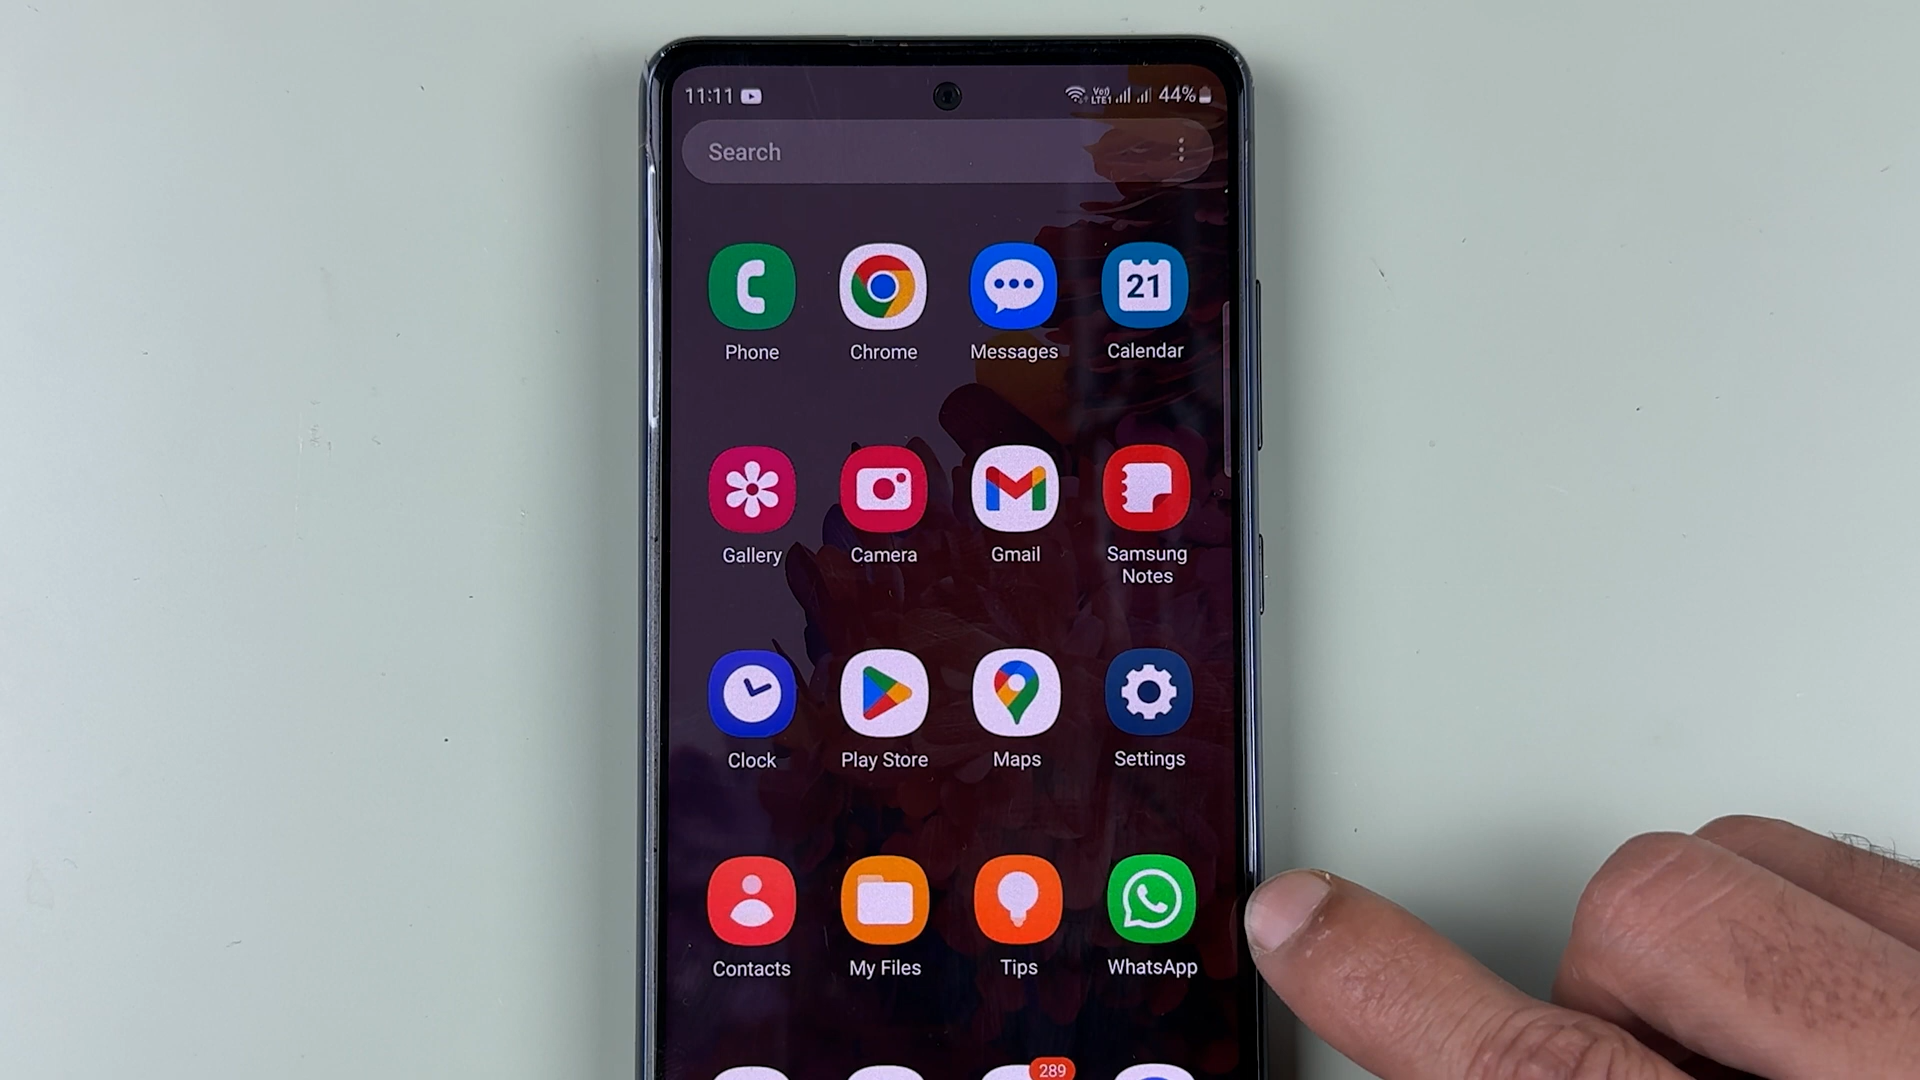 11:11 44%
Search
21
Phone Chrome Messages Calendar
Gallery Camera Gmail Samsung
Notes
Clock Play Store Maps Settings
Contacts My Files Tips WhatsApp
289